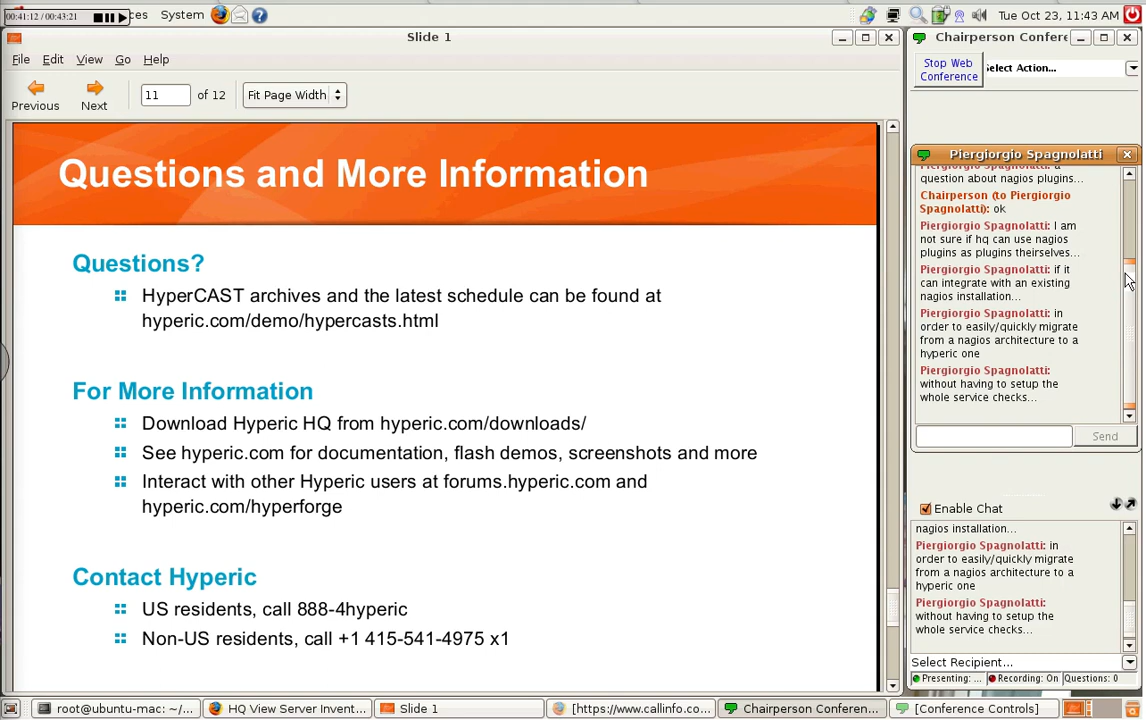 00:41:12 / 00:43:21
ces System
Tue Oct 23, 11:43 AM
Slide 1
File Edit View Go Help
Previous Next 11 of 12 Fit Page Width
Questions and More Information
Questions?
HyperCAST archives and the latest schedule can be found at
hyperic.com/demo/hypercasts.html
For More Information
Download Hyperic HQ from hyperic.com/downloads/
See hyperic.com for documentation, flash demos, screenshots and more
Interact with other Hyperic users at forums.hyperic.com and
hyperic.com/hyperforge
Contact Hyperic
US residents, call 888-4hyperic
Non-US residents, call +1 415-541-4975 x1
Chairperson Confere
Stop Web
Conference
Select Action...
Piergiorgio Spagnolatti
Piergiorgio Spagnolatti: a
question about nagios plugins...
Chairperson (to Piergiorgio
Spagnolatti): ok
Piergiorgio Spagnolatti: I am
not sure if hq can use nagios
plugins as plugins theirselves...
Piergiorgio Spagnolatti: if it
can integrate with an existing
nagios installation...
Piergiorgio Spagnolatti: in
order to easily/quickly migrate
from a nagios architecture to a
hyperic one
Piergiorgio Spagnolatti:
without having to setup the
whole service checks...
Send
Enable Chat
nagios installation...
Piergiorgio Spagnolatti: in
order to easily/quickly migrate
from a nagios architecture to a
hyperic one
Piergiorgio Spagnolatti:
without having to setup the
whole service checks...
Select Recipient...
Presenting: ... Recording: On Questions: 0
root@ubuntu-mac: ~/... HQ View Server Invent... Slide 1 [https://www.callinfo.co... Chairperson Conferen... [Conference Controls]